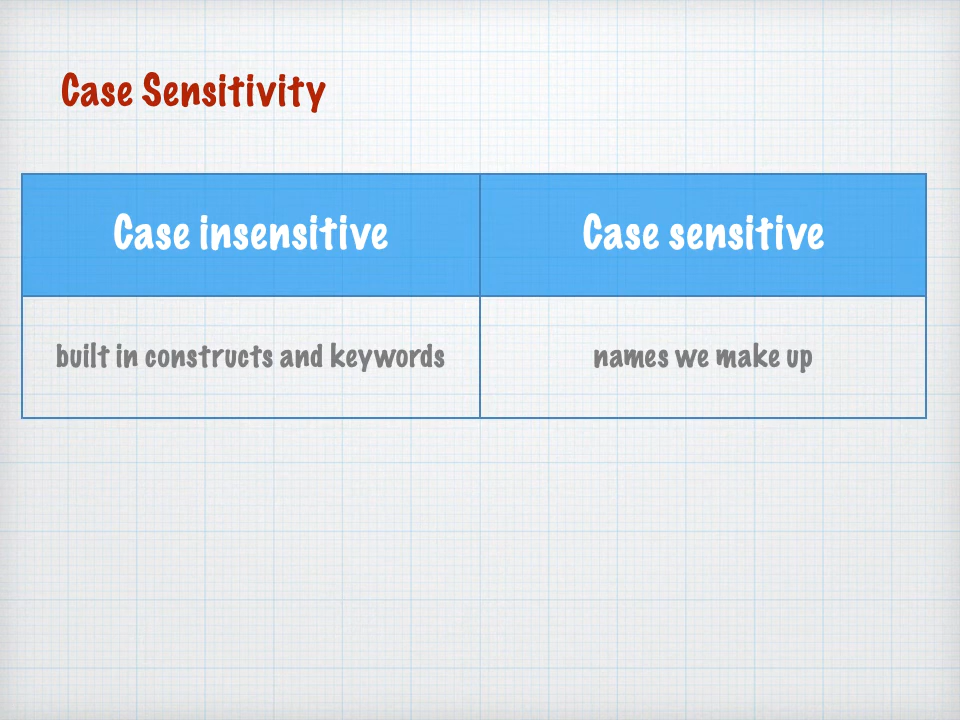 Case Sensitivity
Case insensitive
Case sensitive
built in constructs and keywords
names we make up